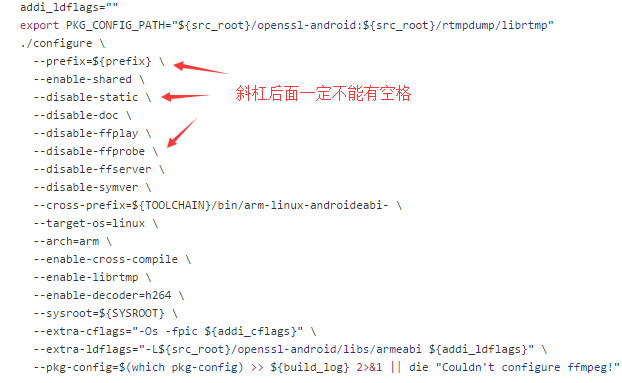 addi_ldflags=""
export PKG_CONFIG_PATH="${src_root}/openssl-android:${src_root}/rtmpdump/librtmp"
./configure \
--prefix=${prefix} \
--enable-shared \
斜杠后面一定不能有空格
--disable-static \
--disable-doc \
--disable-ffplay \
--disable-ffprobe \
--disable-ffserver \
--disable-symver \
--cross-prefix=${TOOLCHAIN}/bin/arm-linux-androideabi- \
--target-os=linux \
--arch=arm \
--enable-cross-compile \
--enable-librtmp \
--enable-decoder=h264 \
--sysroot=${SYSROOT} \
--extra-cflags="-Os -fpic ${addi_cflags}" \
--extra-ldflags="-L${src_root}/openssl-android/libs/armeabi ${addi_ldflags}" \
--pkg-config=$(which pkg-config) >> ${build_log} 2>&1 || die "Couldn't configure ffmpeg!"